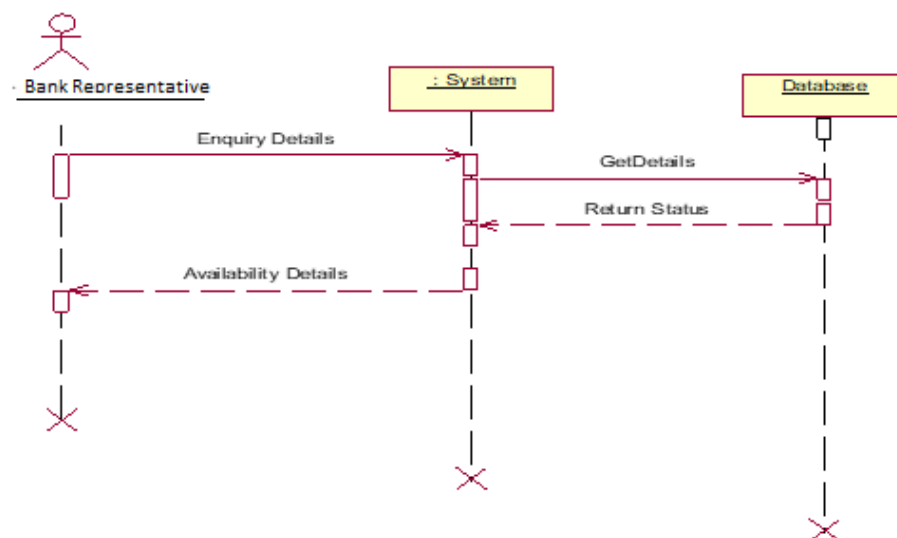 · Bank Representative
: System
Database
Enquiry Details
GetDetails
Return Status
Availability Details